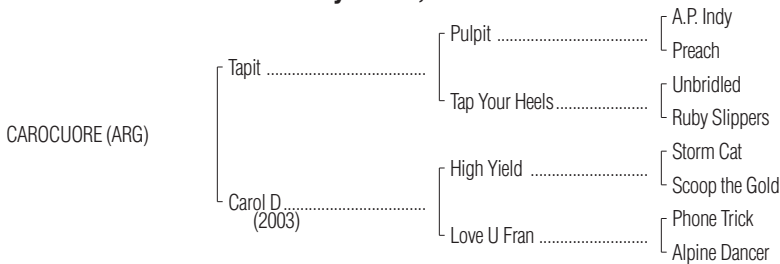 Pulpit
A.P. Indy
Preach
Tapit
Tap Your Heels
Unbridled
Ruby Slippers
CAROCUORE (ARG)
High Yield
Storm Cat
Scoop the Gold
Carol D
(2003)
Love U Fran
Phone Trick
Alpine Dancer